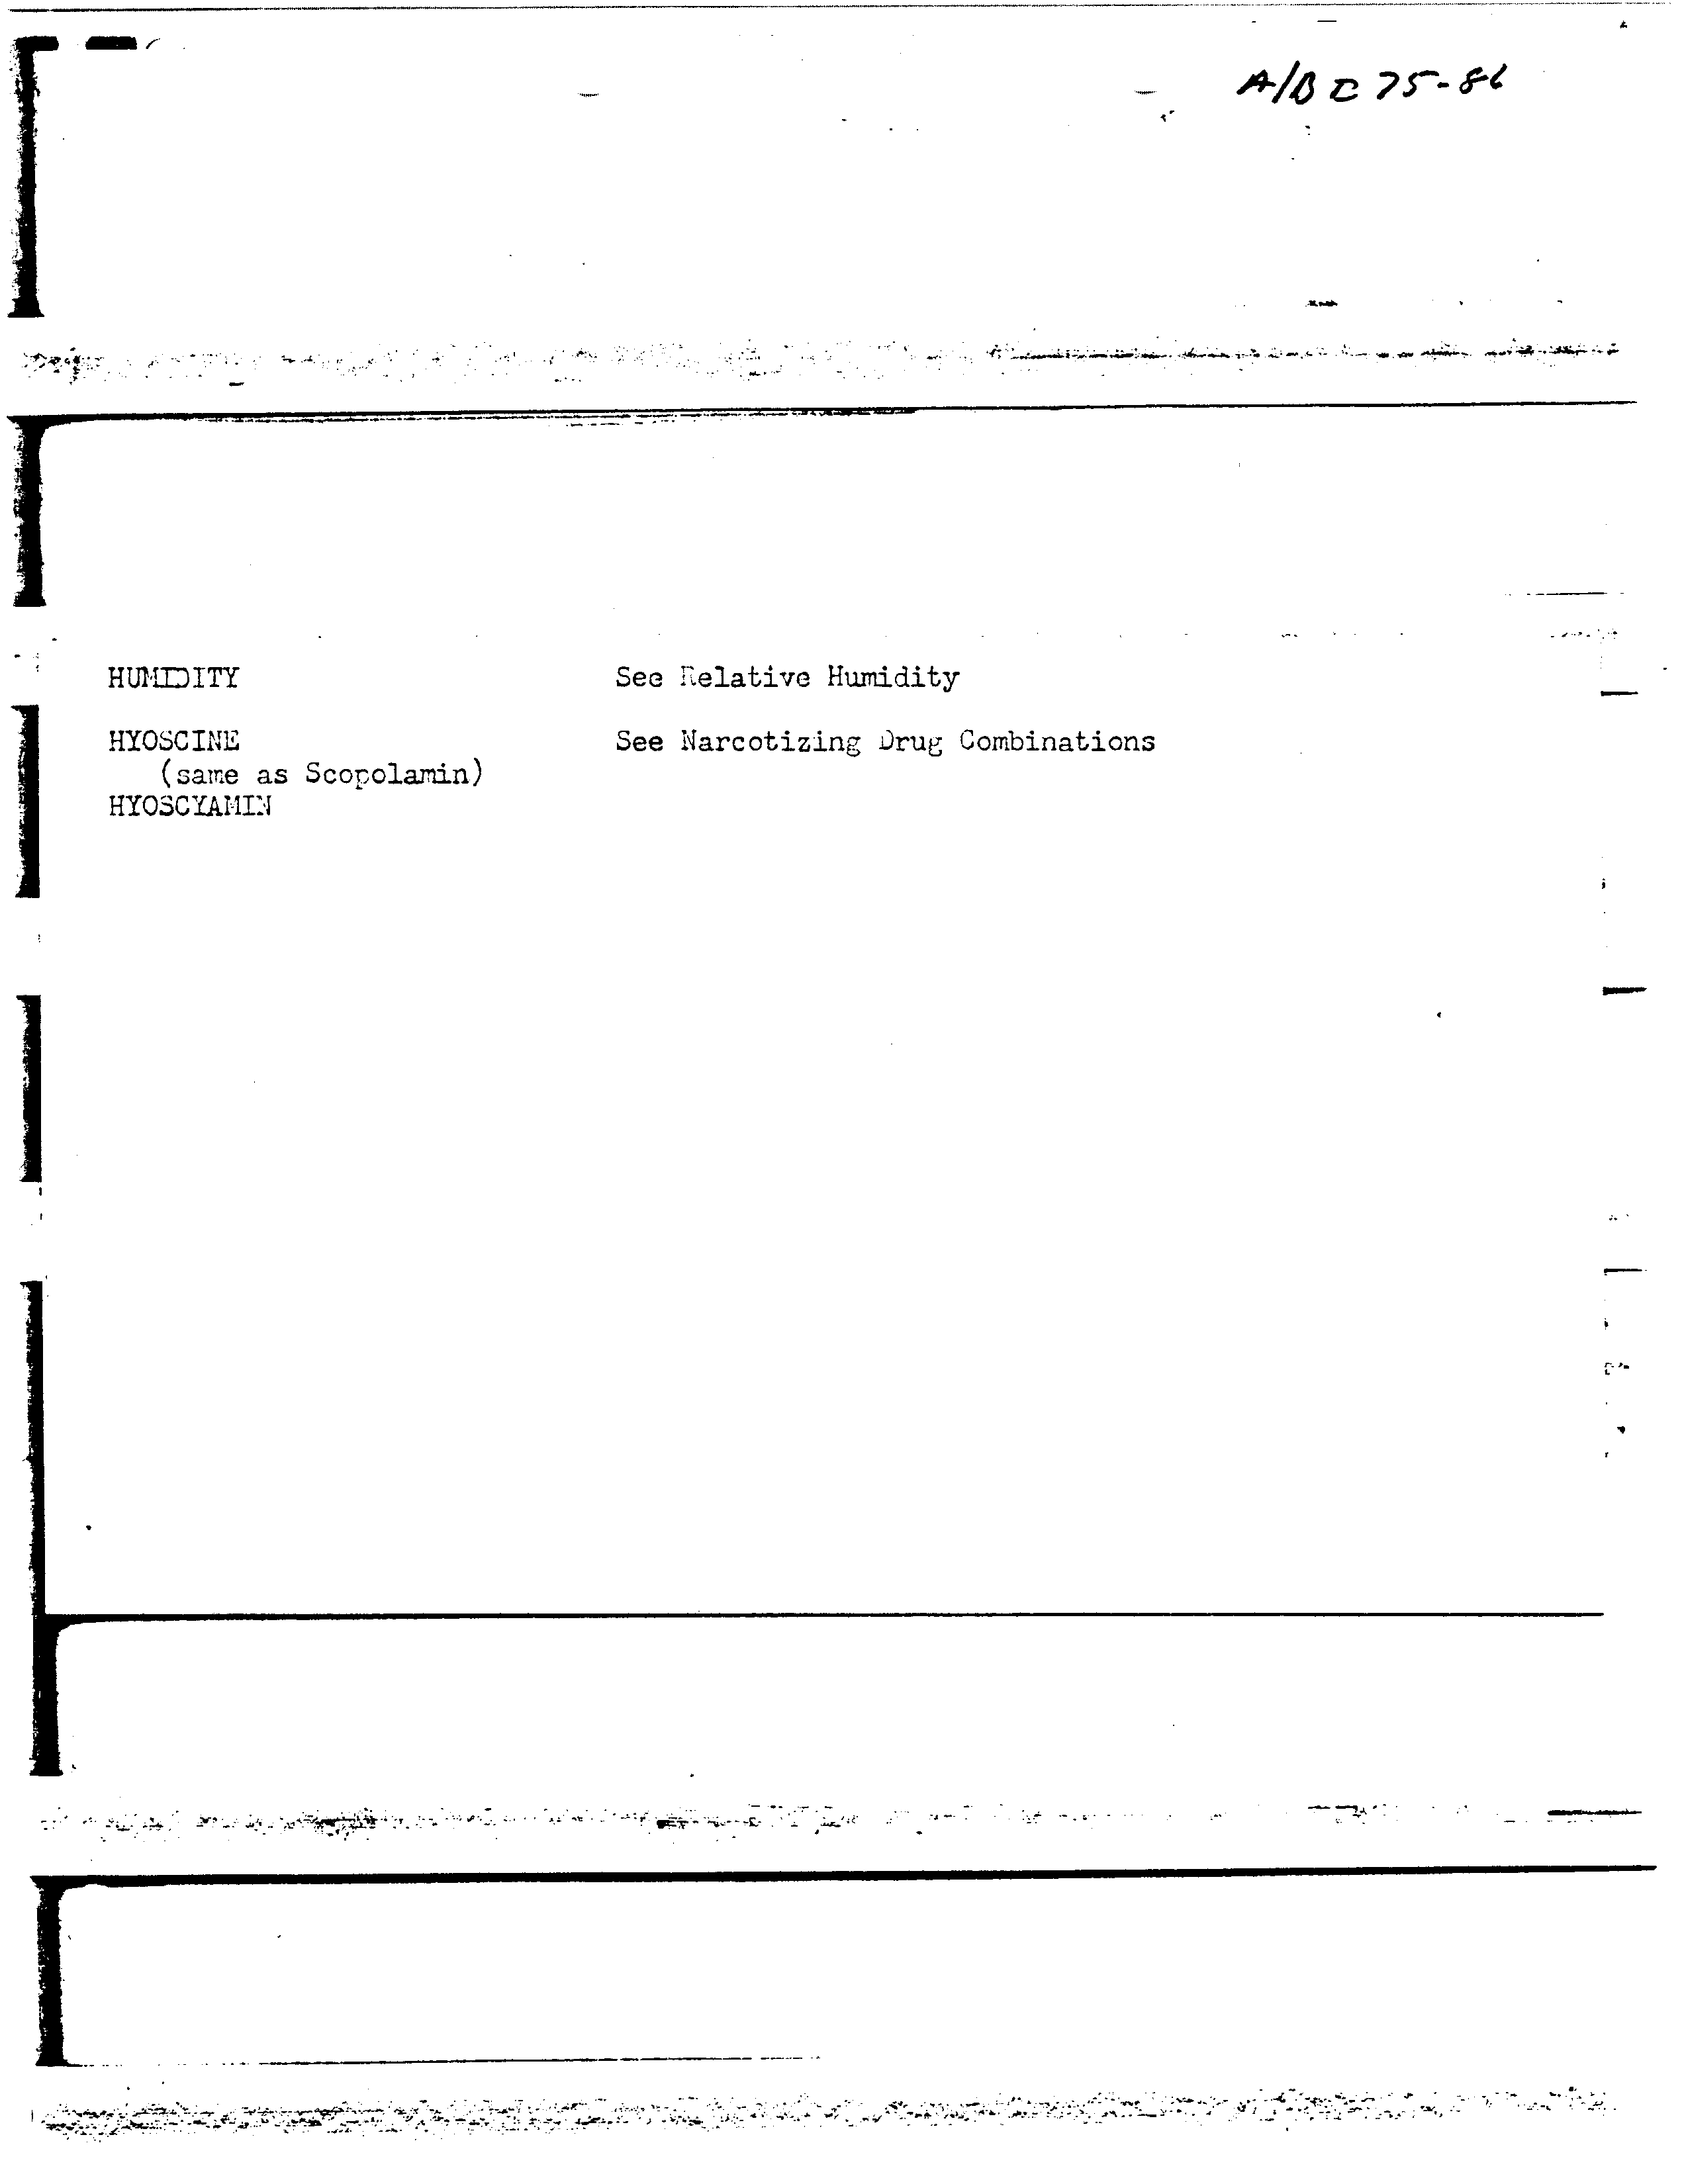 A/B I 75-86
HUMIDITY See Relative Humidity
HYOSCINE See Narcotizing Drug Combinations
(same as Scopolamin)
HYOSCYAMIN